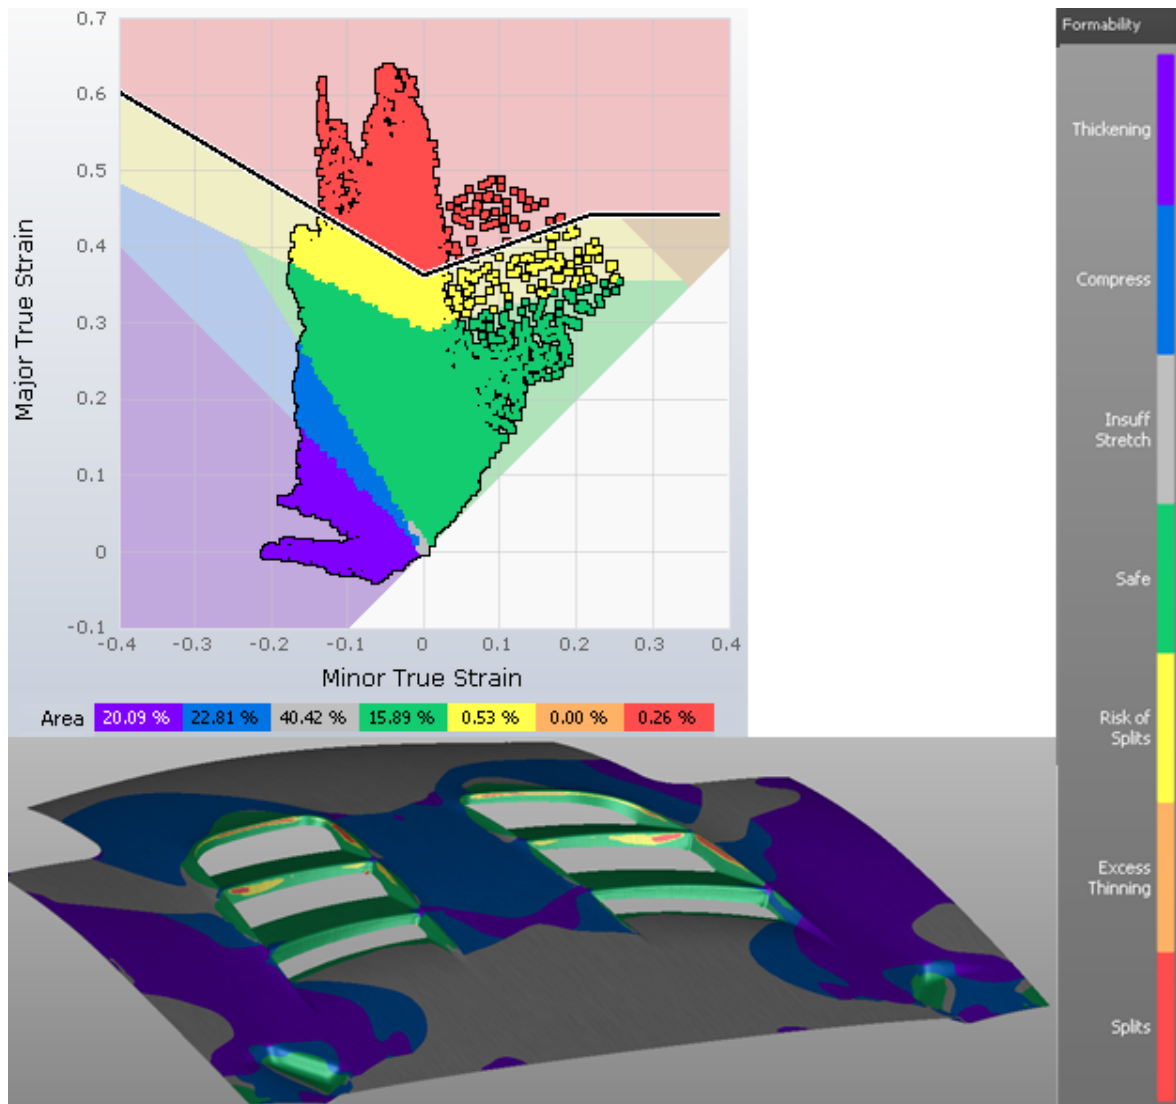 Formability
0.7
0.6
0.5
0.4
0.3
0.2
0.1
0
-0.1
Major True Strain
-0.4
-0.3
-0.2
-0.1
0
0.1
0.2
0.3
0.4
Minor True Strain
Area 20.09 % 22.81 % 40.42 % 15.89 % 0.53 % 0.00 % 0.26 %
Thickening
Compress
Insuff
Stretch
Safe
Risk of
Splits
Excess
Thinning
Splits